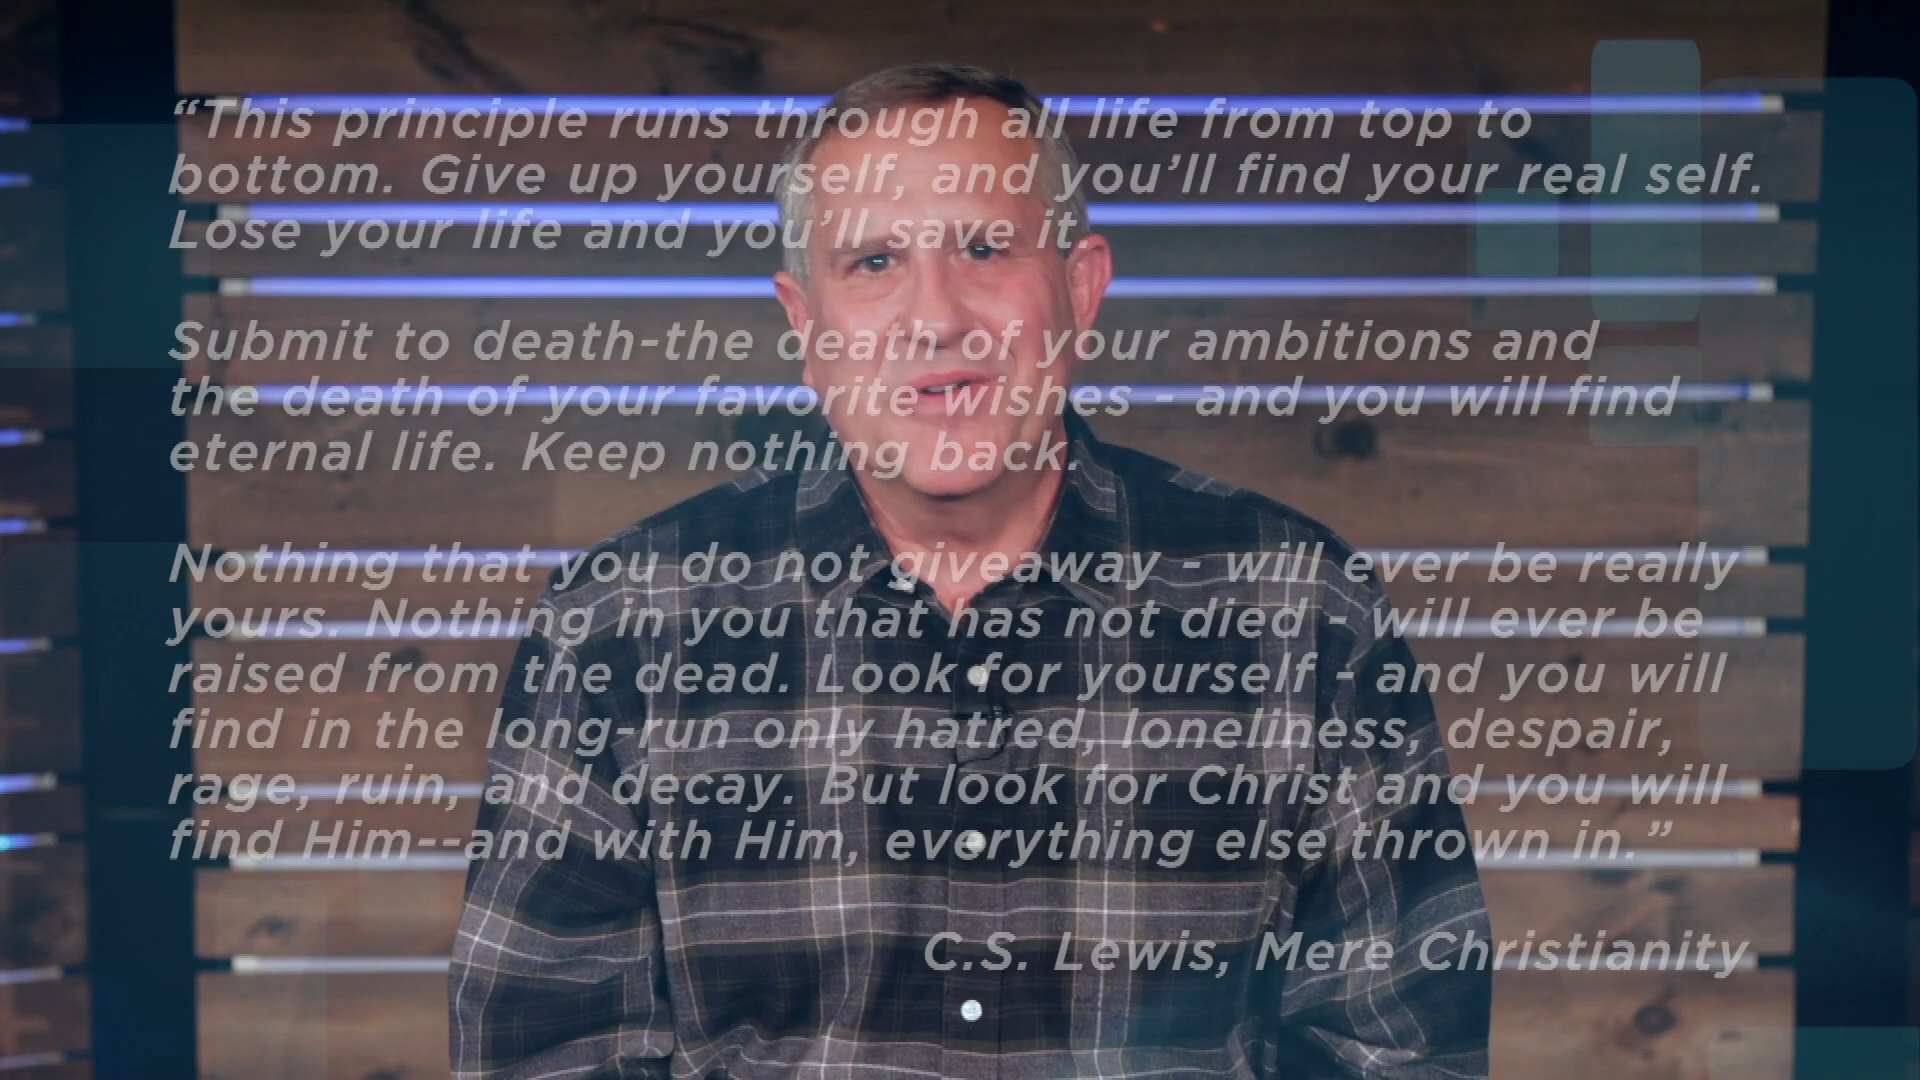 “This principle runs through all life from top to
bottom. Give up yourself, and you’ll find your real self.
Lose your life and you’ll save it.
Submit to death-the death of your ambitions and
the death of your favorite wishes - and you will find
eternal life. Keep nothing back.
Nothing that you do not giveaway - will ever be really
yours. Nothing in you that has not died - will ever be
raised from the dead. Look for yourself - and you will
find in the long-run only hatred, loneliness, despair,
rage, ruin, and decay. But look for Christ and you will
find Him--and with Him, everything else thrown in.”
C.S. Lewis, Mere Christianity